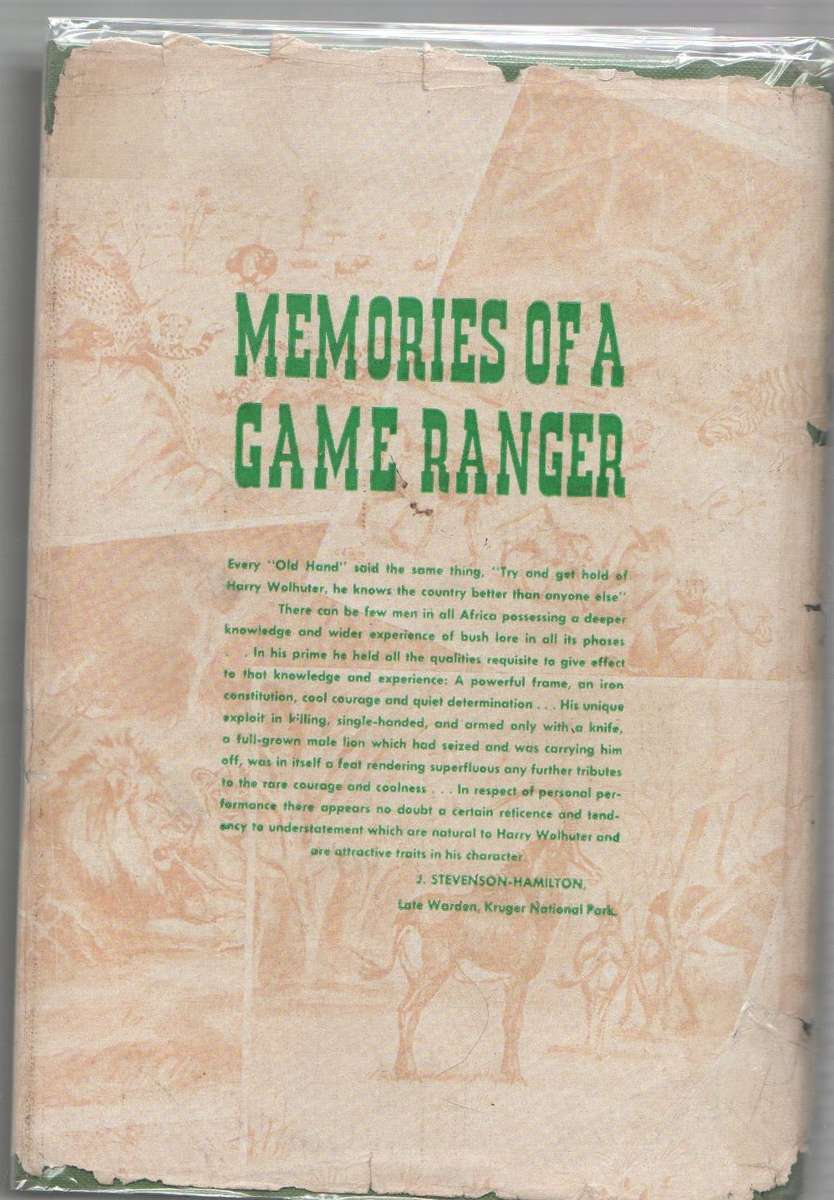 MEMORIES OF A
GAME RANGER
Every "Old Hand" said the same thing, "Try and get hold of
Harry Wolhuter, he knows the country better than anyone else"
There can be few men in all Africa possessing a deeper
knowledge and wider experience of bush lore in all its phases
. . In his prime he held all the qualities requisite to give effect
to that knowledge and experience: A powerful frame, an iron
constitution, cool courage and quiet determination . . . His unique
exploit in killing, single-handed, and armed only with a knife,
a full-grown male lion which had seized and was carrying him
off, was in itself a feat rendering superfluous any further tributes
to the rare courage and coolness . . . In respect of personal per-
formance there appears no doubt a certain reticence and tend-
ency to understatement which are natural to Harry Wolhuter and
are attractive traits in his character
J. STEVENSON-HAMILTON,
Late Warden, Kruger National Park.